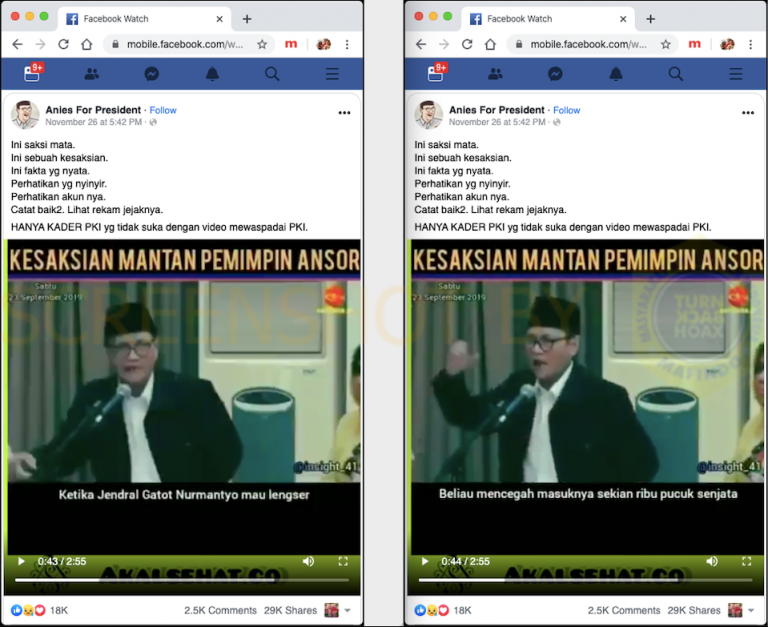 Facebook Watch
mobile.facebook.com/w...
m
9+
Anies For President · Follow
November 26 at 5:42 PM ·
Ini saksi mata.
Ini sebuah kesaksian.
Ini fakta yg nyata.
Perhatikan yg nyinyir.
Perhatikan akun nya.
Catat baik2. Lihat rekam jejaknya.
HANYA KADER PKI yg tidak suka dengan video mewaspadai PKI.
KESAKSIAN MANTAN PEMIMPIN ANSOR
Sabtu
23 September 2019
@insight_41
Ketika Jendral Gatot Nurmantyo mau lengser
0:43 / 2:55
AKALSEHAT.CO
18K
2.5K Comments 29K Shares
Facebook Watch
mobile.facebook.com/w...
m
9+
Anies For President · Follow
November 26 at 5:42 PM ·
Ini saksi mata.
Ini sebuah kesaksian.
Ini fakta yg nyata.
Perhatikan yg nyinyir.
Perhatikan akun nya.
Catat baik2. Lihat rekam jejaknya.
HANYA KADER PKI yg tidak suka dengan video mewaspadai PKI.
KESAKSIAN MANTAN PEMIMPIN ANSOR
Sabtu
23 September 2019
TURN
BACK
HOAX
MAFINDO
@insight_41
Beliau mencegah masuknya sekian ribu pucuk senjata
0:44 / 2:55
AKALSEHAT.CO
18K
2.5K Comments 29K Shares
SCREENSHOT BY